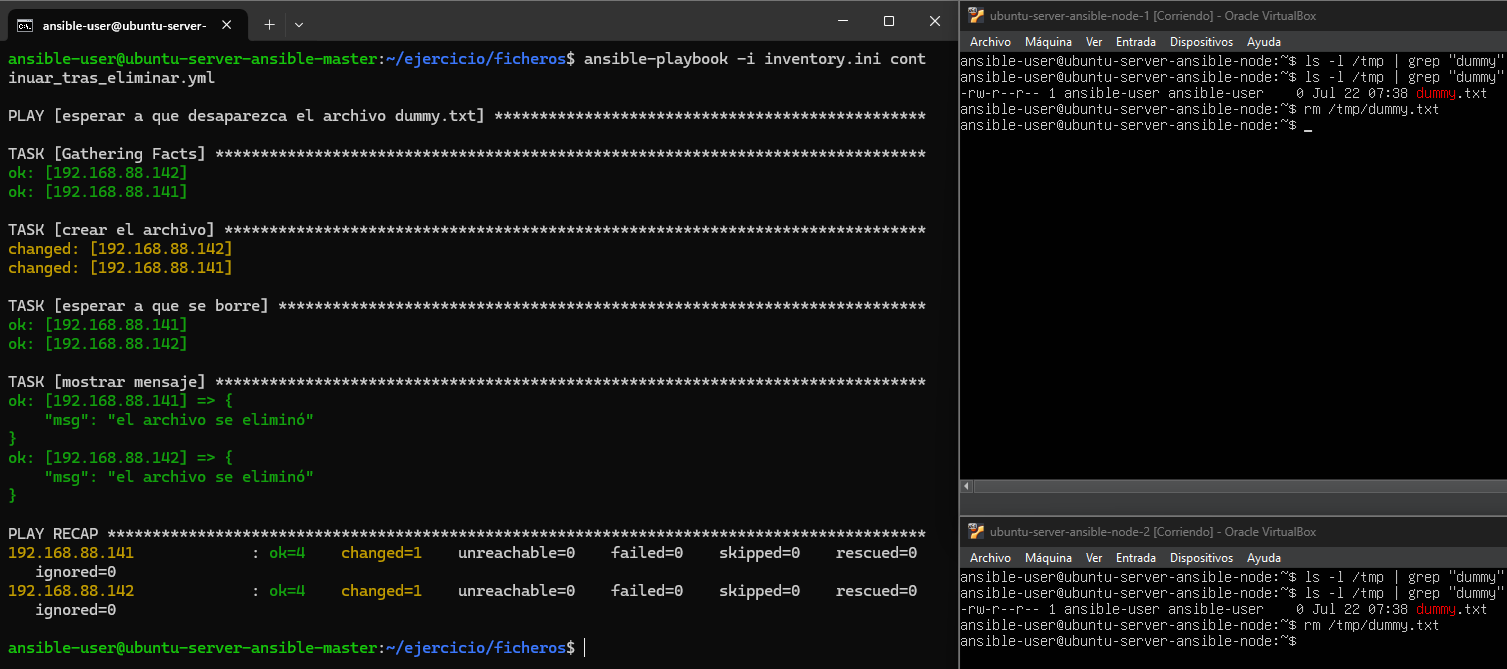 ansible-user@ubuntu-server-
ansible-user@ubuntu-server-ansible-master:~/ejercicio/ficheros$ ansible-playbook -i inventory.ini cont
inuar_tras_eliminar.yml
PLAY [esperar a que desaparezca el archivo dummy.txt] ************************************************
TASK [Gathering Facts] *******************************************************************************
ok: [192.168.88.142]
ok: [192.168.88.141]
TASK [crear el archivo] ******************************************************************************
changed: [192.168.88.142]
changed: [192.168.88.141]
TASK [esperar a que se borre] ************************************************************************
ok: [192.168.88.141]
ok: [192.168.88.142]
TASK [mostrar mensaje] *******************************************************************************
ok: [192.168.88.141] => {
    "msg": "el archivo se eliminó"
}
ok: [192.168.88.142] => {
    "msg": "el archivo se eliminó"
}
PLAY RECAP *******************************************************************************************
192.168.88.141             : ok=4    changed=1    unreachable=0    failed=0    skipped=0    rescued=0
   ignored=0
192.168.88.142             : ok=4    changed=1    unreachable=0    failed=0    skipped=0    rescued=0
   ignored=0
ansible-user@ubuntu-server-ansible-master:~/ejercicio/ficheros$
ubuntu-server-ansible-node-1 [Corriendo] - Oracle VirtualBox
Archivo Máquina Ver Entrada Dispositivos Ayuda
ansible-user@ubuntu-server-ansible-node:~$ ls -l /tmp | grep "dummy"
ansible-user@ubuntu-server-ansible-node:~$ ls -l /tmp | grep "dummy"
-rw-r--r-- 1 ansible-user ansible-user    0 Jul 22 07:38 dummy.txt
ansible-user@ubuntu-server-ansible-node:~$ rm /tmp/dummy.txt
ansible-user@ubuntu-server-ansible-node:~$ _
ubuntu-server-ansible-node-2 [Corriendo] - Oracle VirtualBox
Archivo Máquina Ver Entrada Dispositivos Ayuda
ansible-user@ubuntu-server-ansible-node:~$ ls -l /tmp | grep "dummy"
ansible-user@ubuntu-server-ansible-node:~$ ls -l /tmp | grep "dummy"
-rw-r--r-- 1 ansible-user ansible-user    0 Jul 22 07:38 dummy.txt
ansible-user@ubuntu-server-ansible-node:~$ rm /tmp/dummy.txt
ansible-user@ubuntu-server-ansible-node:~$